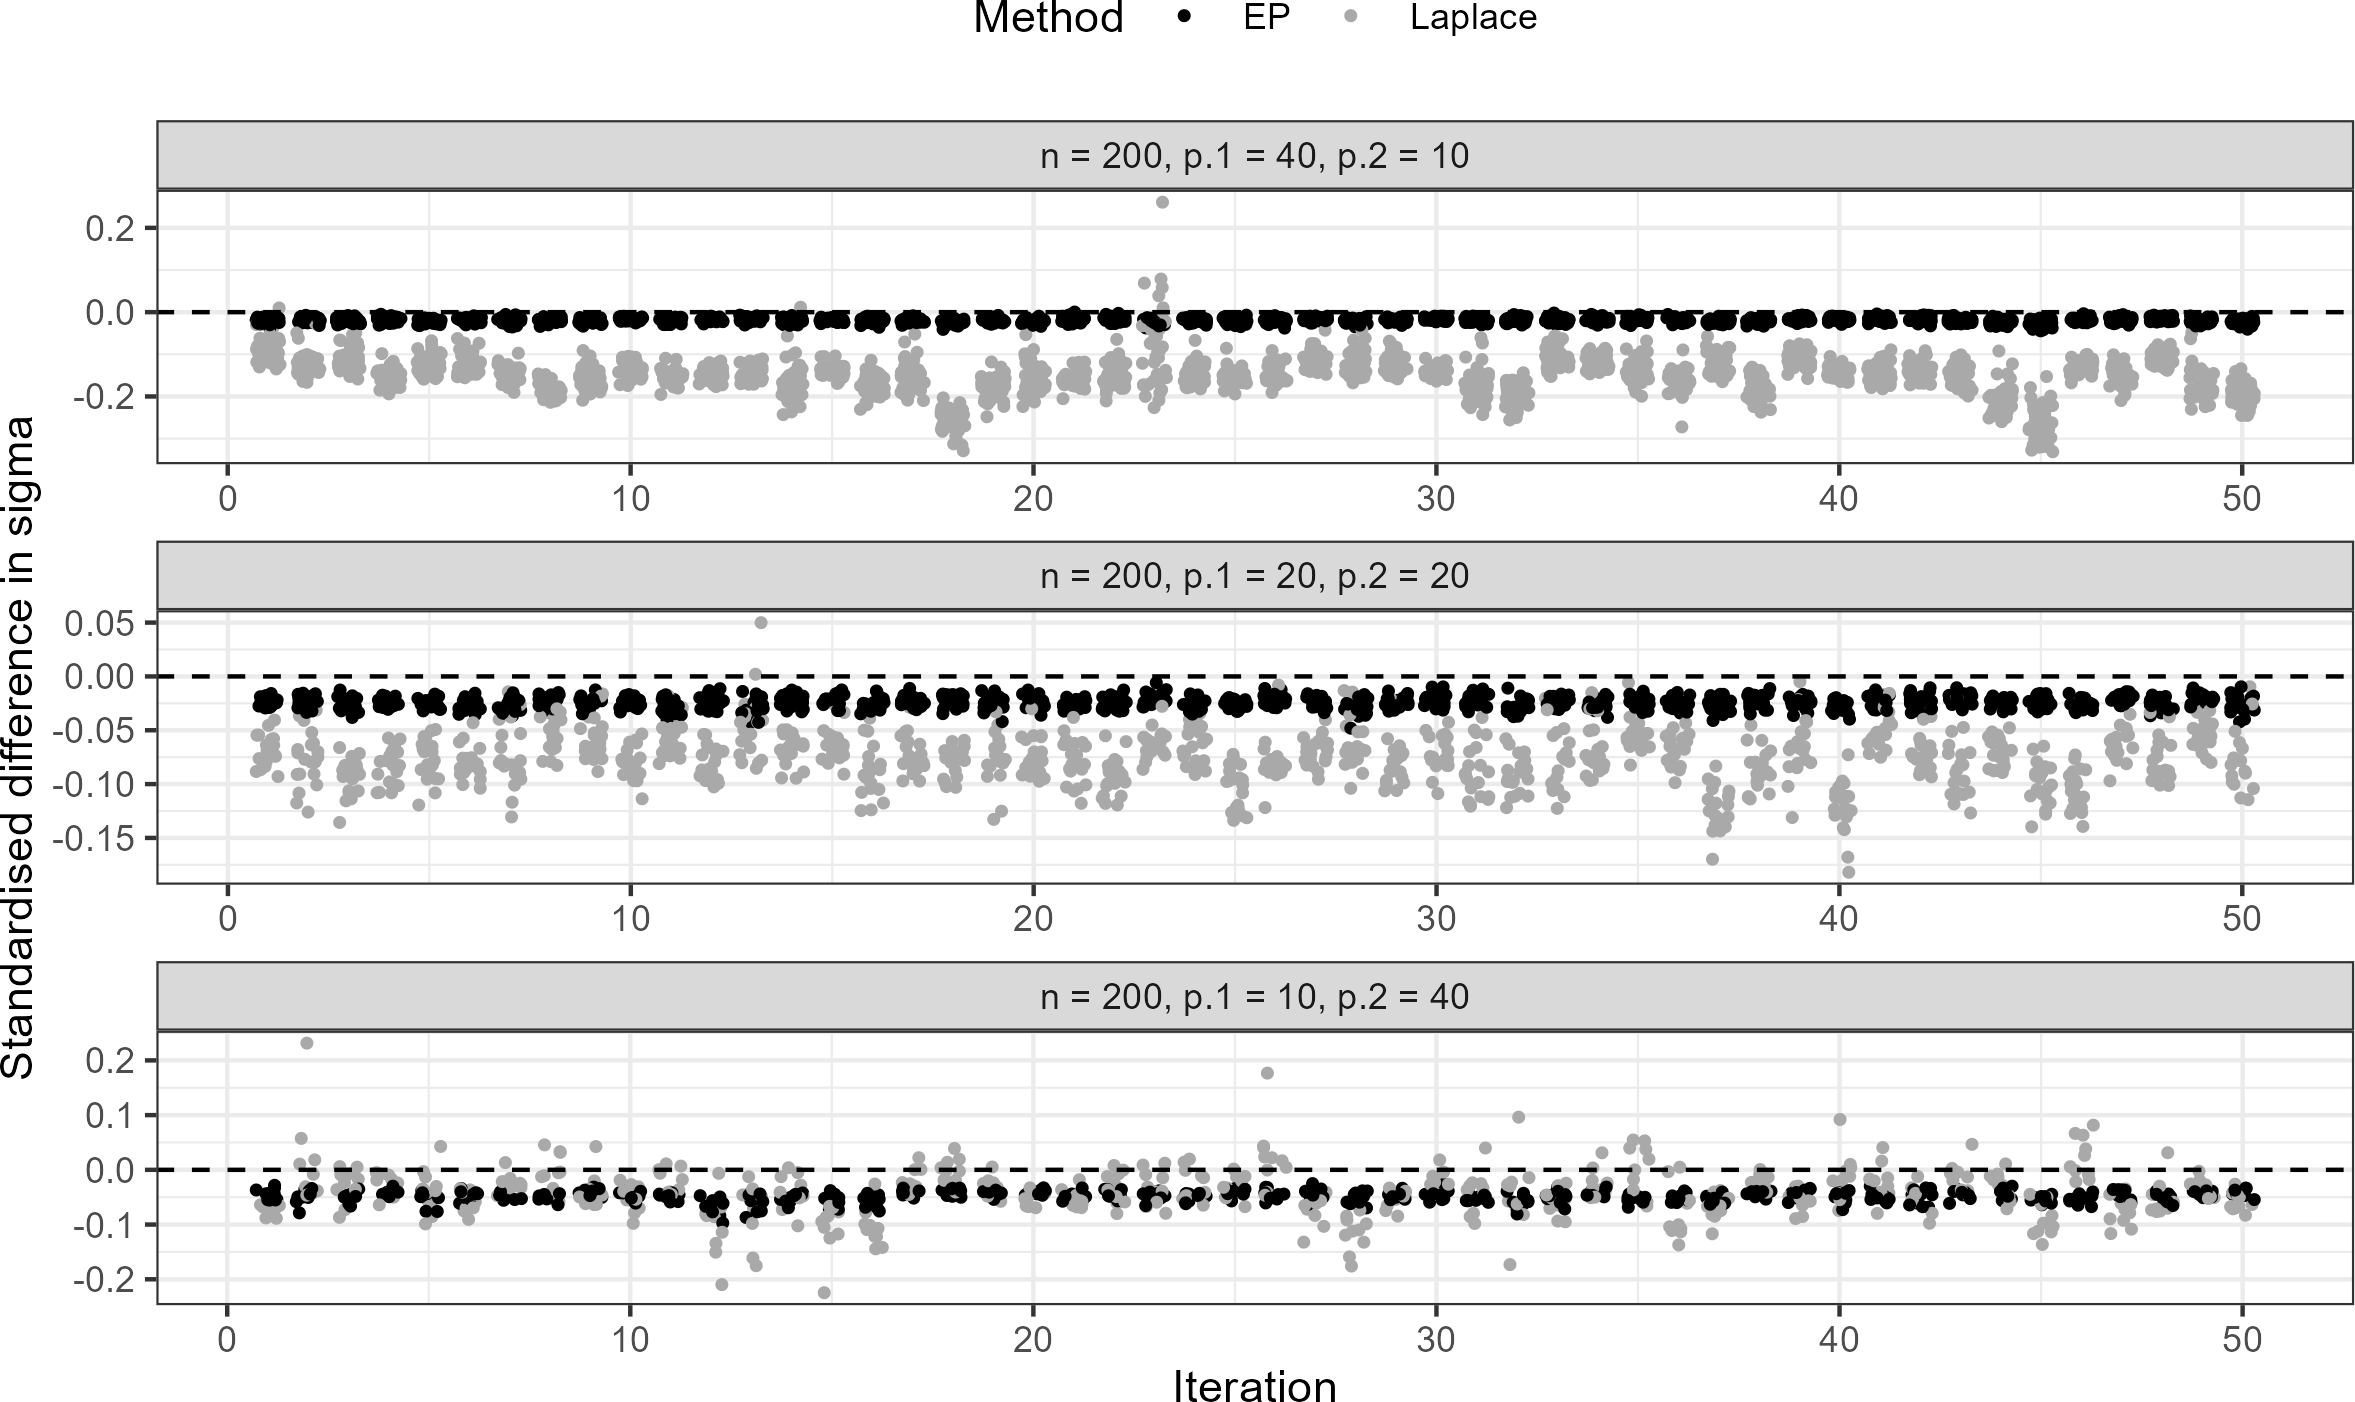 Method EP Laplace
n = 200, p.1 = 40, p.2 = 10
0.2
0.0
-0.2
0 10 20 30 40 50
Standardised difference in sigma
n = 200, p.1 = 20, p.2 = 20
0.05
0.00
-0.05
-0.10
-0.15
0 10 20 30 40 50
n = 200, p.1 = 10, p.2 = 40
0.2
0.1
0.0
-0.1
-0.2
0 10 20 30 40 50
Iteration